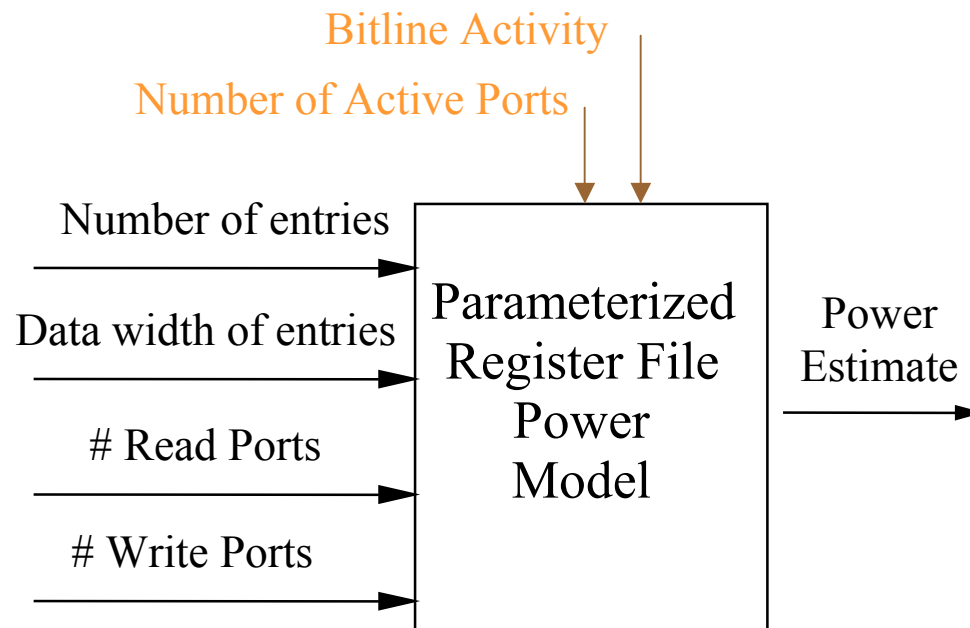 Bitline Activity
Number of Active Ports
Number of entries
Data width of entries
# Read Ports
# Write Ports
Parameterized
Register File
Power
Model
Power
Estimate